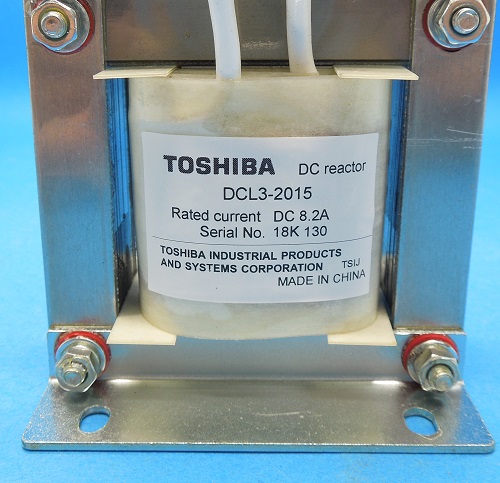 TOSHIBA DC reactor
DCL3-2015
Rated current DC 8.2A
Serial No. 18K 130
TOSHIBA INDUSTRIAL PRODUCTS
AND SYSTEMS CORPORATION TSIJ
MADE IN CHINA